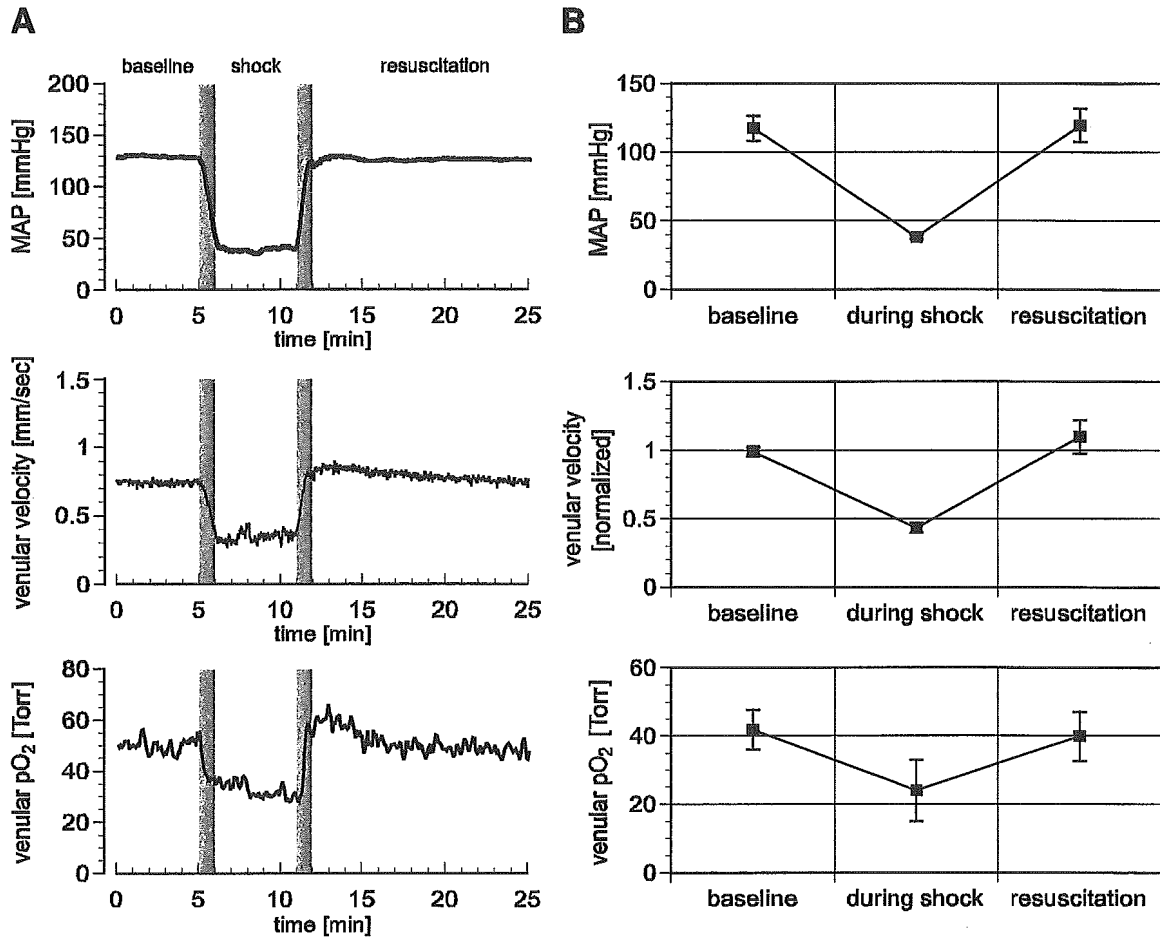 A
baseline shock resuscitation
MAP [mmHg]
200
150
100
50
0
0 5 10 15 20 25
time [min]
venular velocity [mm/sec]
1.5
1
0.5
0
0 5 10 15 20 25
time [min]
venular pO2 [Torr]
80
60
40
20
0
0 5 10 15 20 25
time [min]
B
MAP [mmHg]
150
100
50
0
baseline during shock resuscitation
venular velocity
[normalized]
1.5
1
0.5
0
baseline during shock resuscitation
venular pO2 [Torr]
60
40
20
0
baseline during shock resuscitation